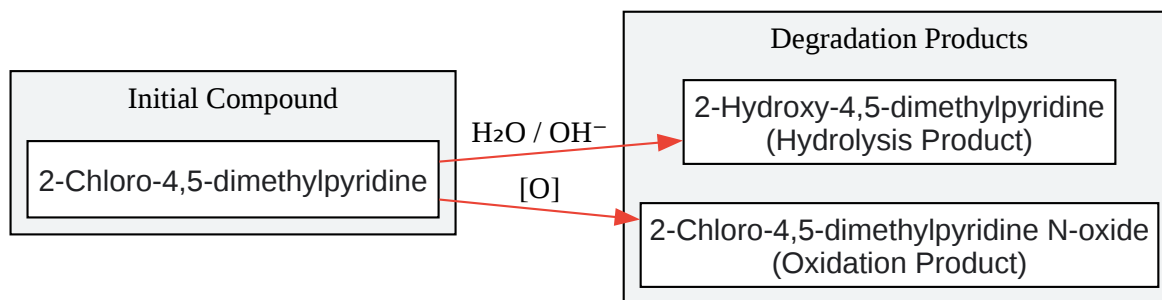 Initial Compound
2-Chloro-4,5-dimethylpyridine
H₂O / OH⁻
[O]
Degradation Products
2-Hydroxy-4,5-dimethylpyridine
(Hydrolysis Product)
2-Chloro-4,5-dimethylpyridine N-oxide
(Oxidation Product)